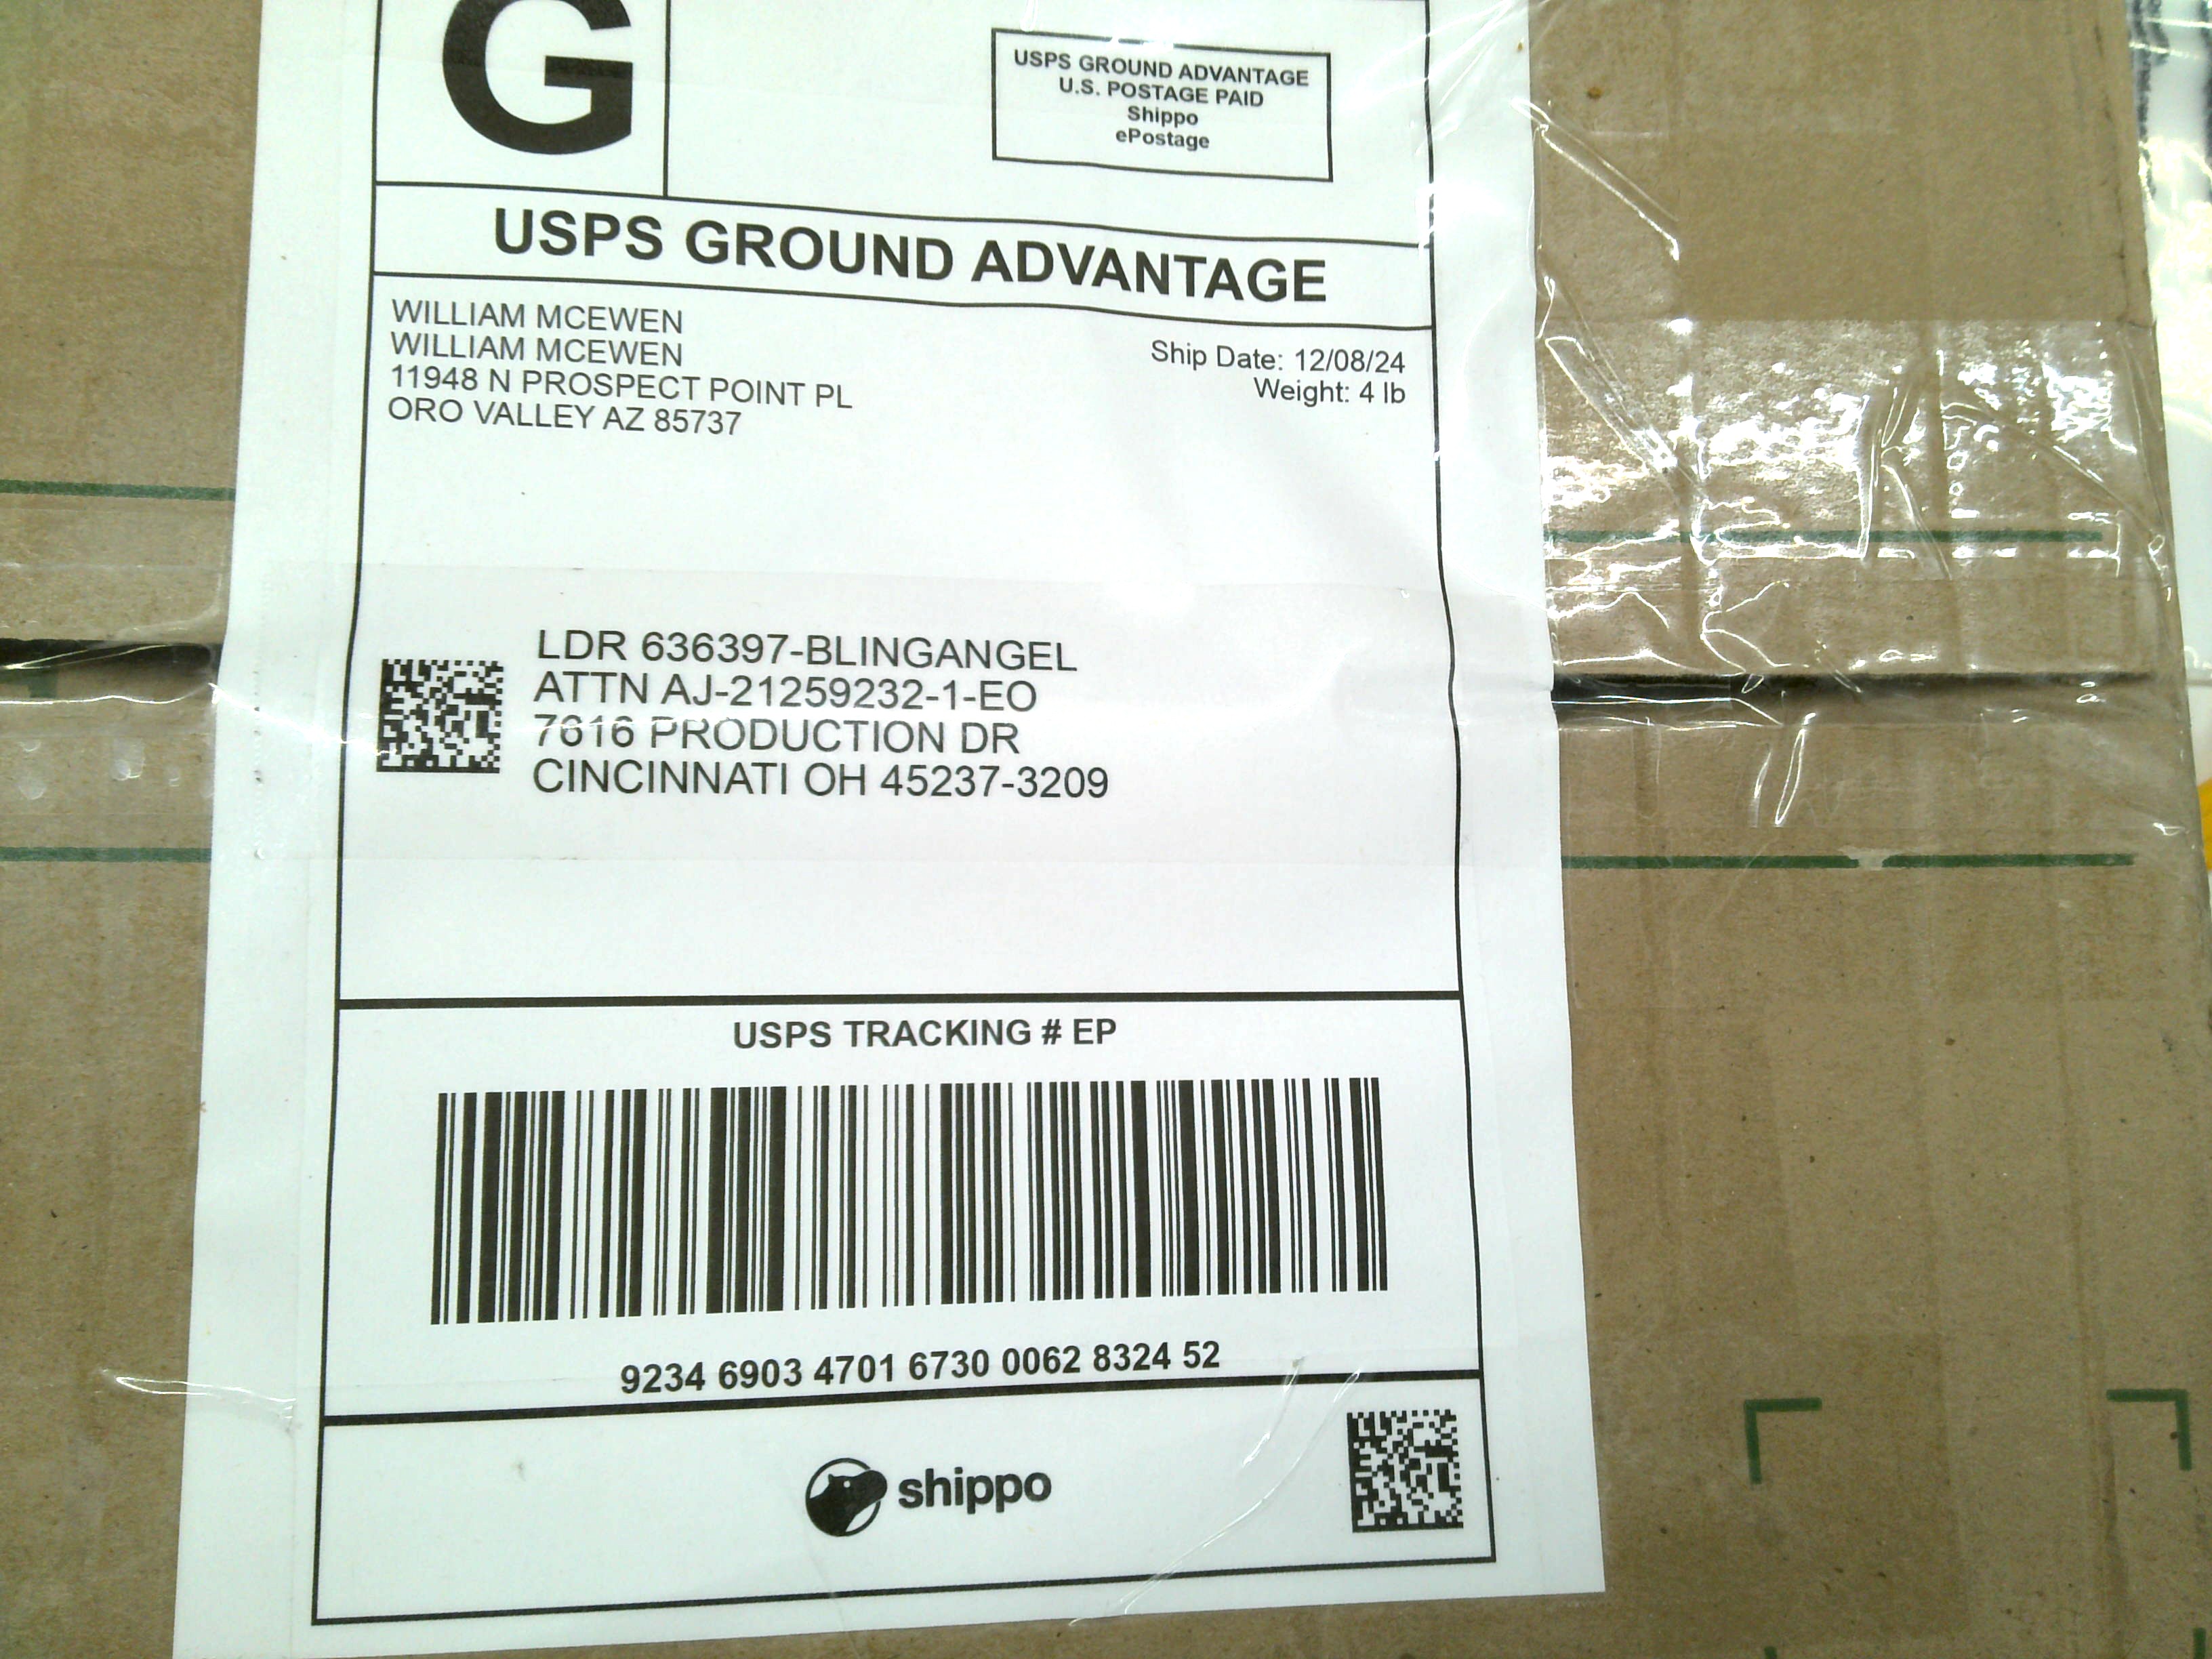 G
USPS GROUND ADVANTAGE
U.S. POSTAGE PAID
Shippo
ePostage
USPS GROUND ADVANTAGE
WILLIAM MCEWEN
WILLIAM MCEWEN
11948 N PROSPECT POINT PL
ORO VALLEY AZ 85737
Ship Date: 12/08/24
Weight: 4 lb
LDR 636397-BLINGANGEL
ATTN AJ-21259232-1-EO
7616 PRODUCTION DR
CINCINNATI OH 45237-3209
USPS TRACKING # EP
9234 6903 4701 6730 0062 8324 52
shippo